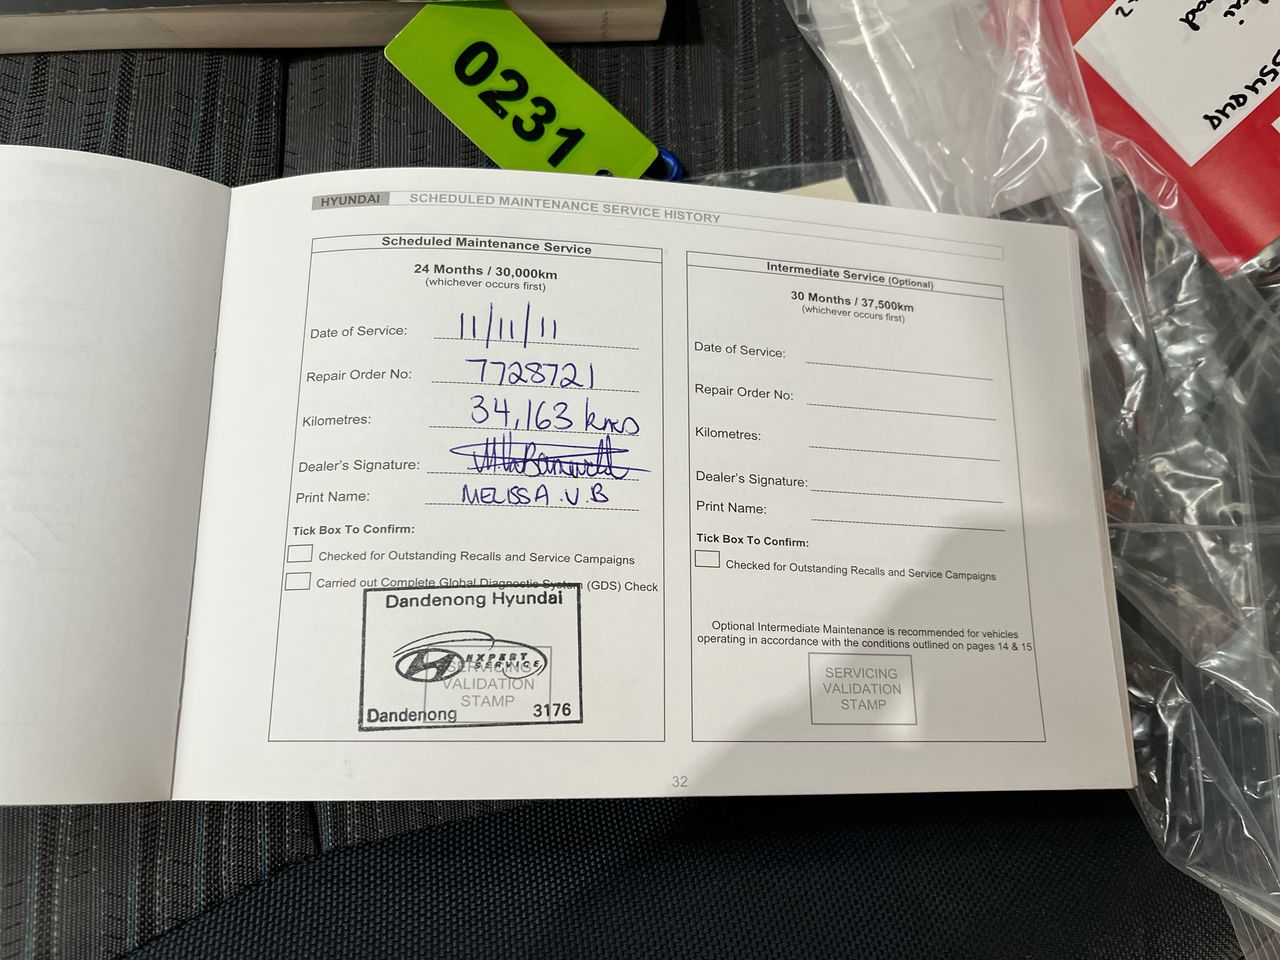 0231
HYUNDAI SCHEDULED MAINTENANCE SERVICE HISTORY
Scheduled Maintenance Service
24 Months / 30,000km
(whichever occurs first)
Date of Service: 11/11/11
Repair Order No: 7728721
Kilometres: 34,163 kms
Dealer's Signature:
Print Name: MELISSA .V.B
Tick Box To Confirm:
Checked for Outstanding Recalls and Service Campaigns
Carried out Complete Global Diagnostic System (GDS) Check
Dandenong Hyundai
EXPERT
SERVICE
SERVICING
VALIDATION
STAMP
Dandenong 3176
Intermediate Service (Optional)
30 Months / 37,500km
(whichever occurs first)
Date of Service:
Repair Order No:
Kilometres:
Dealer's Signature:
Print Name:
Tick Box To Confirm:
Checked for Outstanding Recalls and Service Campaigns
Optional Intermediate Maintenance is recommended for vehicles
operating in accordance with the conditions outlined on pages 14 & 15
SERVICING
VALIDATION
STAMP
32